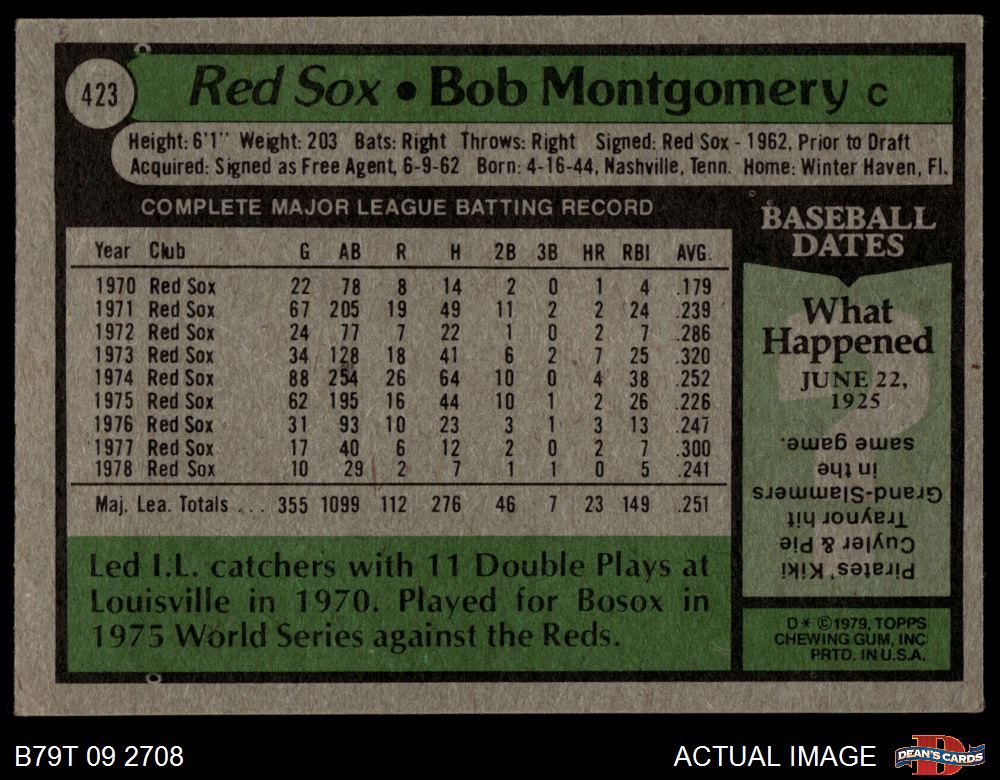 423
Red Sox • Bob Montgomery C
Height: 6'1" Weight: 203 Bats: Right Throws: Right Signed: Red Sox - 1962, Prior to Draft
Acquired: Signed as Free Agent, 6-9-62 Born: 4-16-44, Nashville, Tenn. Home: Winter Haven, Fl.
COMPLETE MAJOR LEAGUE BATTING RECORD
Year Club G AB R H 2B 3B HR RBI AVG.
1970 Red Sox 22 78 8 14 2 0 1 4 .179
1971 Red Sox 67 205 19 49 11 2 2 24 .239
1972 Red Sox 24 77 7 22 1 0 2 7 .286
1973 Red Sox 34 128 18 41 6 2 7 25 .320
1974 Red Sox 88 254 26 64 10 0 4 38 .252
1975 Red Sox 62 195 16 44 10 1 2 26 .226
1976 Red Sox 31 93 10 23 3 1 3 13 .247
1977 Red Sox 17 40 6 12 2 0 2 7 .300
1978 Red Sox 10 29 2 7 1 1 0 5 .241
Maj. Lea. Totals . . . 355 1099 112 276 46 7 23 149 .251
Led I.L. catchers with 11 Double Plays at
Louisville in 1970. Played for Bosox in
1975 World Series against the Reds.
BASEBALL
DATES
What
Happened
JUNE 22,
1925
Pirates' Kiki
Cuyler & Pie
Traynor hit
Grand-Slammers
in the
same game.
D* ©1979, TOPPS
CHEWING GUM, INC
PRTD. IN U.S.A.
B79T 09 2708
ACTUAL IMAGE
D
DEAN'S CARDS